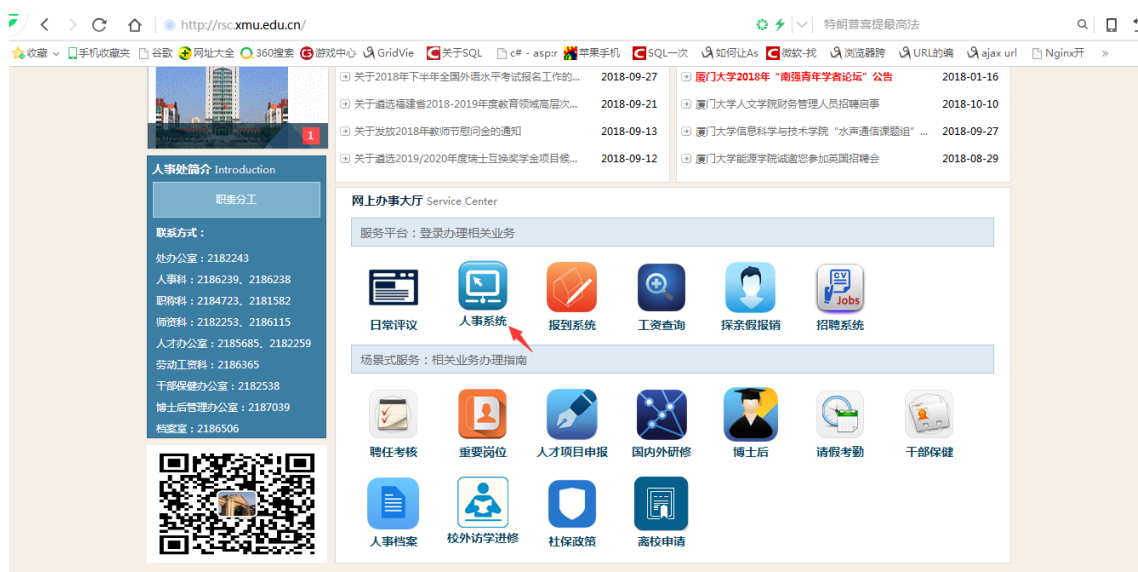 http://rsc.xmu.edu.cn/
特朗普喜提最高法
收藏
手机收藏夹
谷歌
网址大全
360搜索
游戏中心
GridVie
关于SQL
c# - asp:r
苹果手机
SQL一次
如何让As
微软-找
浏览器跨
URL的编
ajax url
Nginx开
»
关于2018年下半年全国外语水平考试报名工作的... 2018-09-27
关于遴选福建省2018-2019年度教育领域高层次... 2018-09-21
关于发放2018年教师节慰问金的通知 2018-09-13
关于遴选2019/2020年度瑞士互换奖学金项目候... 2018-09-12
厦门大学2018年“南强青年学者论坛”公告 2018-01-16
厦门大学人文学院财务管理人员招聘启事 2018-10-10
厦门大学信息科学与技术学院“水声通信课题组”... 2018-09-27
厦门大学能源学院诚邀您参加英国招聘会 2018-08-29
1
人事处简介 Introduction
职责分工
联系方式：
处办公室：2182243
人事科：2186239、2186238
职称科：2184723、2181582
师资科：2182253、2186115
人才办公室：2185685、2182259
劳动工资科：2186365
干部保健办公室：2182538
博士后管理办公室：2187039
档案室：2186506
网上办事大厅 Service Center
服务平台：登录办理相关业务
CV
Jobs
日常评议
人事系统
报到系统
工资查询
探亲假报销
招聘系统
场景式服务：相关业务办理指南
聘任考核
重要岗位
人才项目申报
国内外研修
博士后
请假考勤
干部保健
人事档案
校外访学进修
社保政策
离校申请